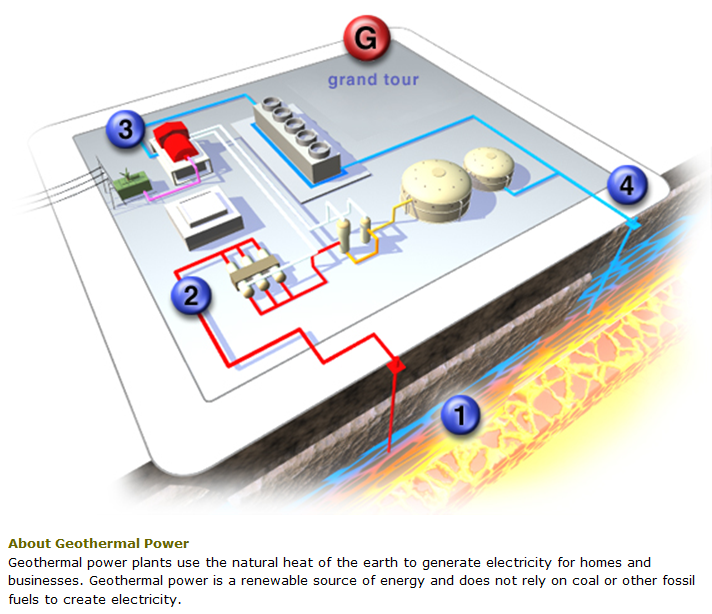 G
grand tour
3
4
2
1
About Geothermal Power
Geothermal power plants use the natural heat of the earth to generate electricity for homes and
businesses. Geothermal power is a renewable source of energy and does not rely on coal or other fossil
fuels to create electricity.